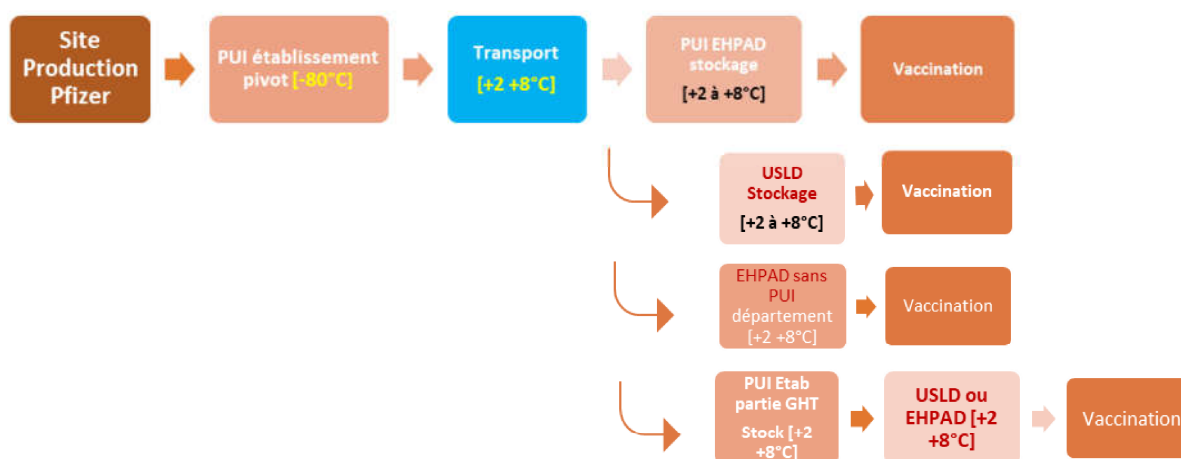 Site
Production
Pfizer
PUI établissement
pivot [-80°C]
Transport
[+2 +8°C]
PUI EHPAD
stockage
[+2 à +8°C]
Vaccination
USLD
Stockage
[+2 à +8°C]
Vaccination
EHPAD sans
PUI
département
[+2 +8°C]
Vaccination
PUI Etab
partie GHT
Stock [+2
+8°C]
USLD ou
EHPAD [+2
+8°C]
Vaccination